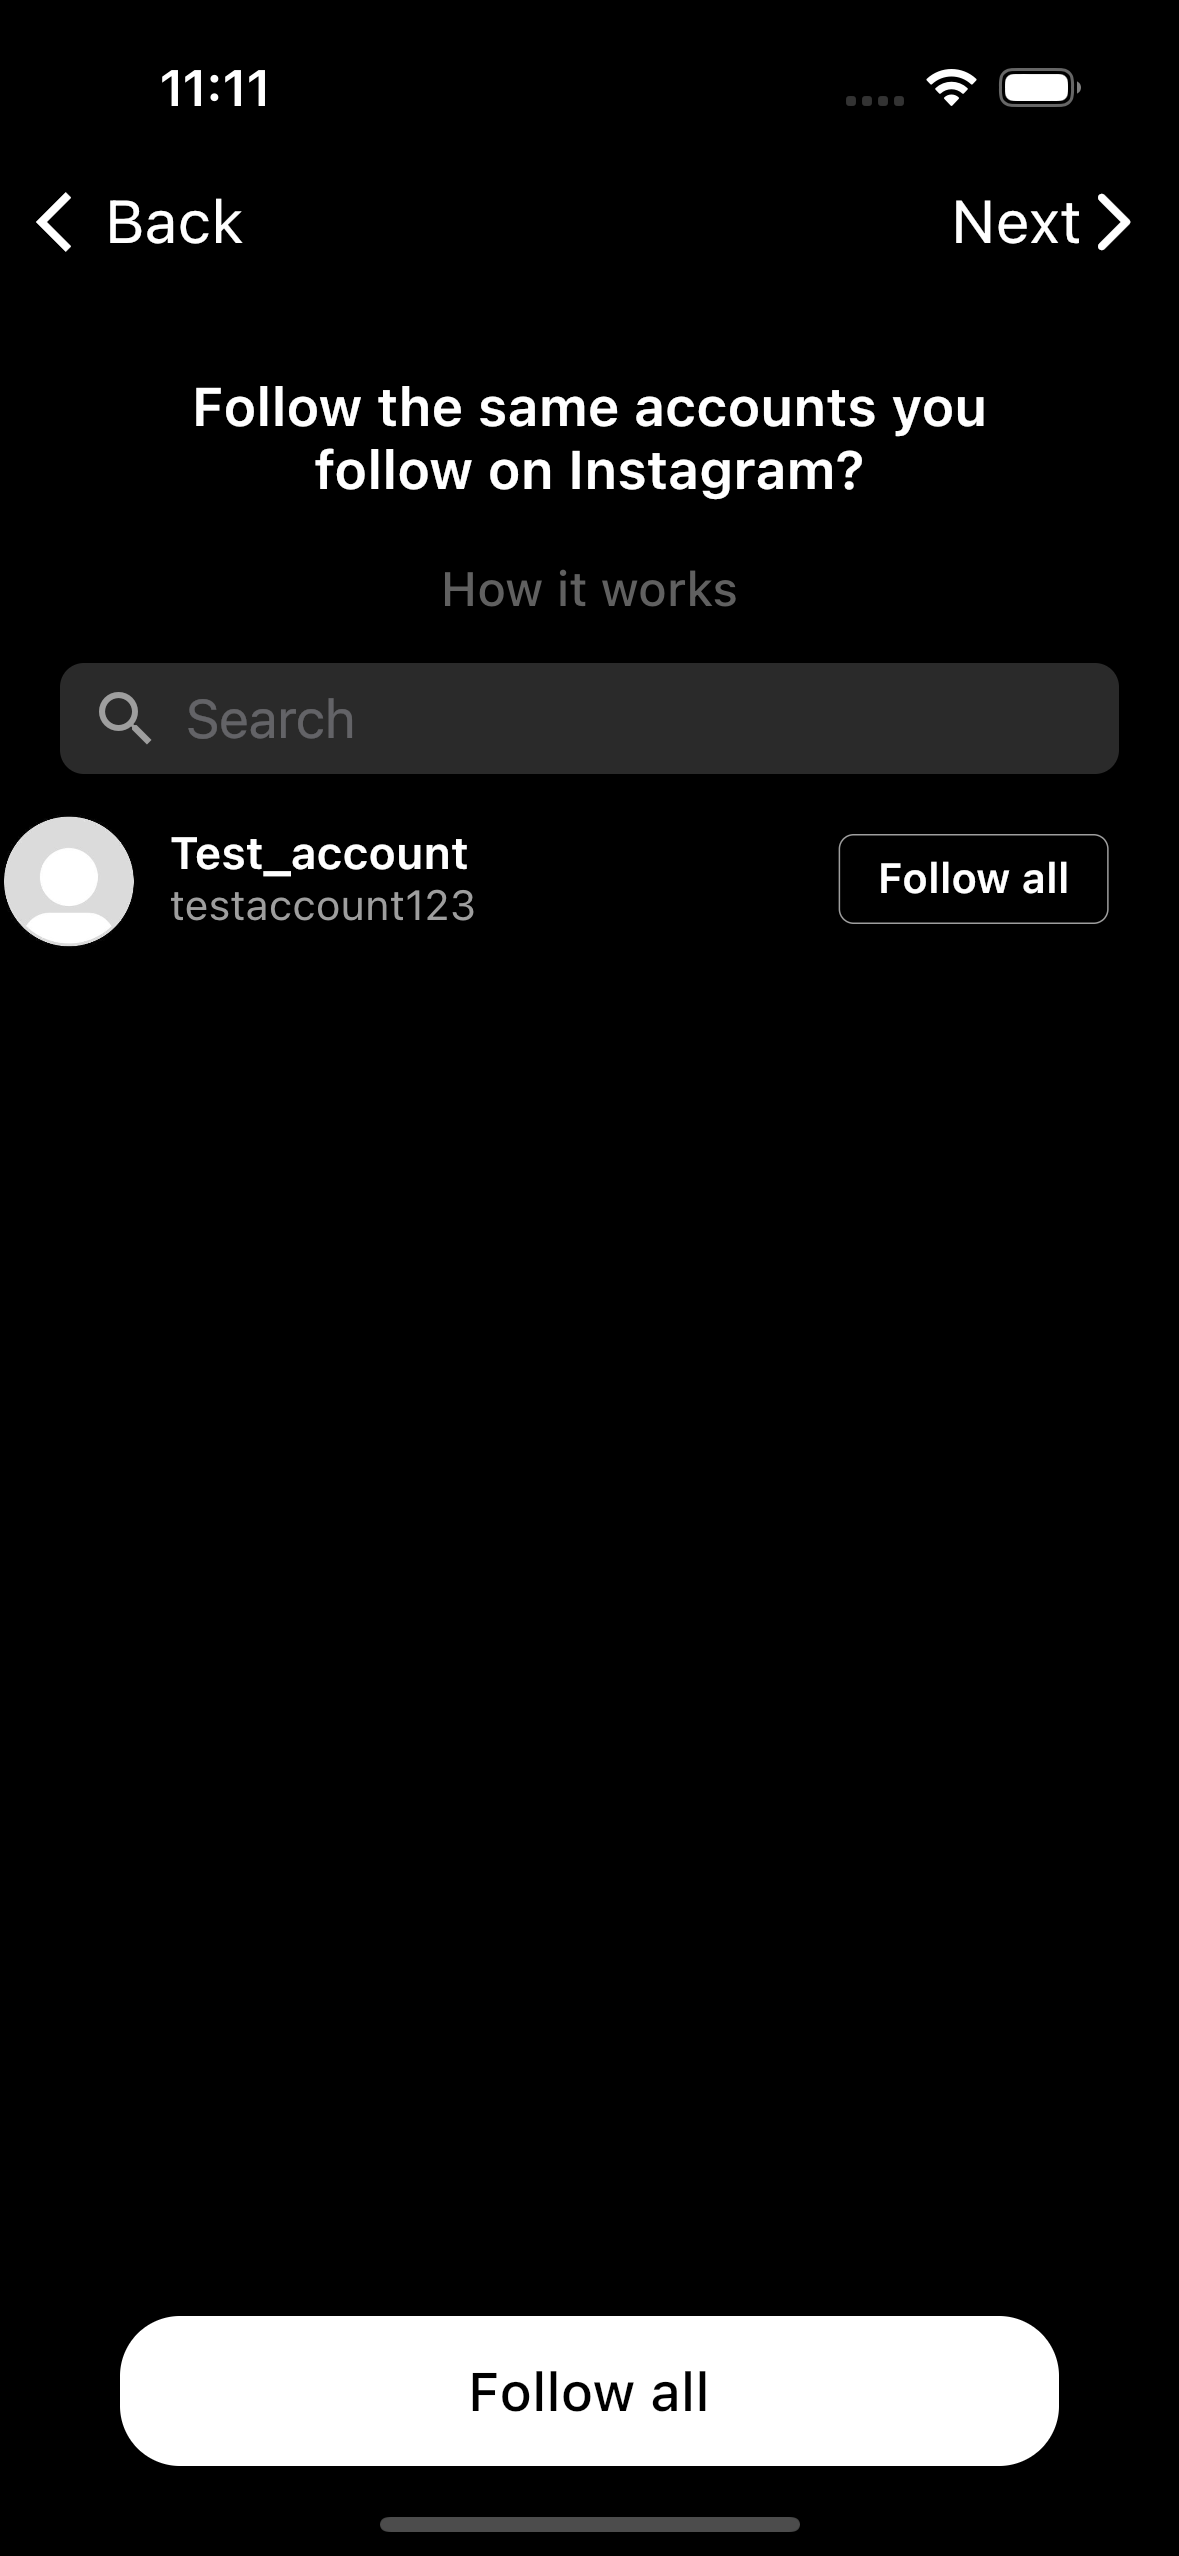 11:11
Back
Next
Follow the same accounts you
follow on Instagram?
How it works
Search
Test_account
testaccount123
Follow all
Follow all